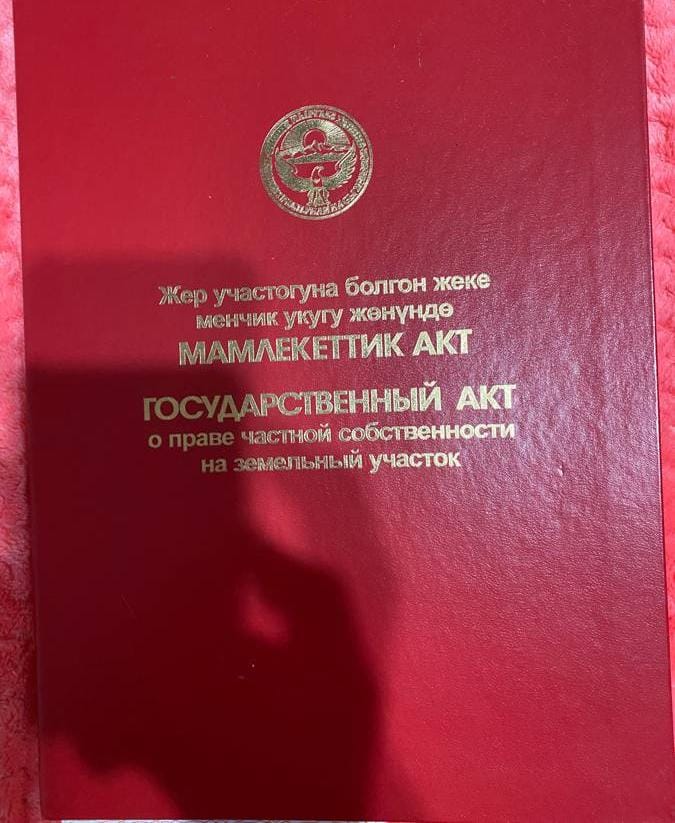 Жер участогуна болгон жеке
менчик укугу жөнүндө
МАМЛЕКЕТТИК АКТ
ГОСУДАРСТВЕННЫЙ АКТ
о праве частной собственности
на земельный участок